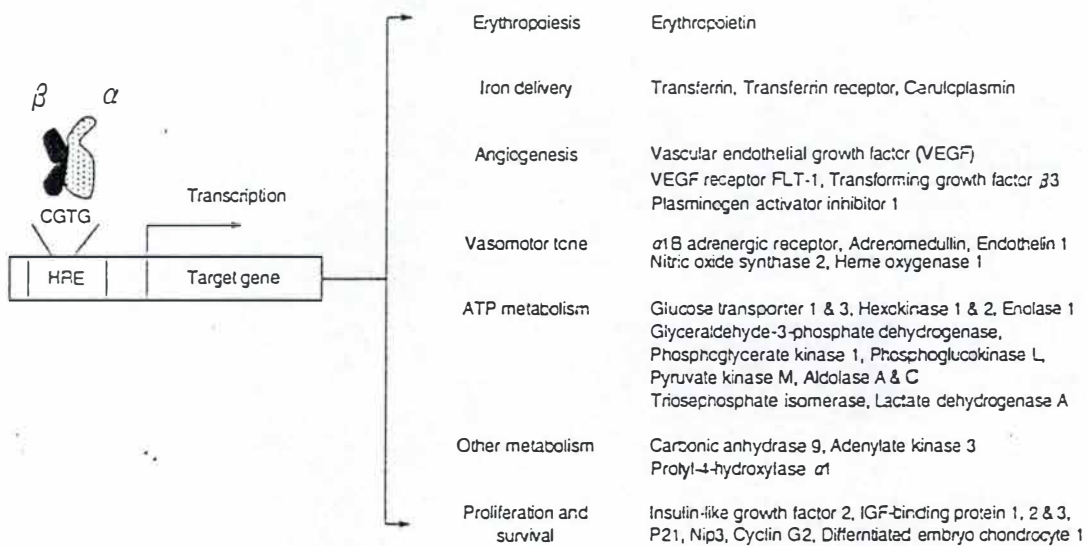 β α
CGTG
Transcription
HRE
Target gene
Erythropoiesis Erythropoietin
Iron delivery Transferrin, Transferrin receptor, Caruloplasmin
Angiogenesis Vascular endothelial growth factor (VEGF)
VEGF receptor FLT-1, Transforming growth factor β3
Plasminogen activator inhibitor 1
Vasomotor tone α1B adrenergic receptor, Adrenomedullin, Endothelin 1
Nitric oxide synthase 2, Heme oxygenase 1
ATP metabolism Glucose transporter 1 & 3, Hexokinase 1 & 2, Enolase 1
Glyceraldehyde-3-phosphate dehydrogenase,
Phosphoglycerate kinase 1, Phosphoglucokinase L,
Pyruvate kinase M, Aldolase A & C
Triosephosphate isomerase, Lactate dehydrogenase A
Other metabolism Carbonic anhydrase 9, Adenylate kinase 3
Prolyl-4-hydroxylase α1
Proliferation and Insulin-like growth factor 2, IGF-binding protein 1, 2 & 3,
survival P21, Nip3, Cyclin G2, Differntiated embryo chondrocyte 1